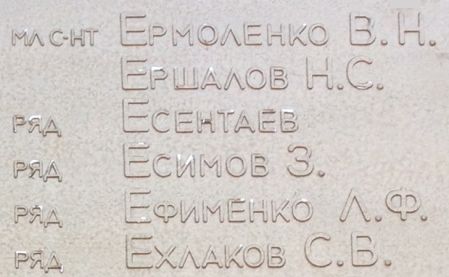 МЛ С-НТ ЕРМОЛЕНКО В.Н.
ЕРШАЛОВ Н.С.
РЯД ЕСЕНТАЕВ
РЯД ЕСИМОВ З.
РЯД ЕФИМЕНКО Л.Ф.
РЯД ЕХЛАКОВ С.В.